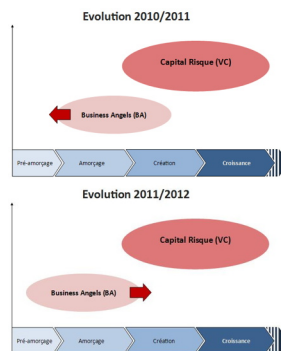 Evolution 2010/2011
Capital Risque (VC)
Business Angels (BA)
Pré-amorçage Amorçage Création Croissance
Evolution 2011/2012
Capital Risque (VC)
Business Angels (BA)
Pré-amorçage Amorçage Création Croissance